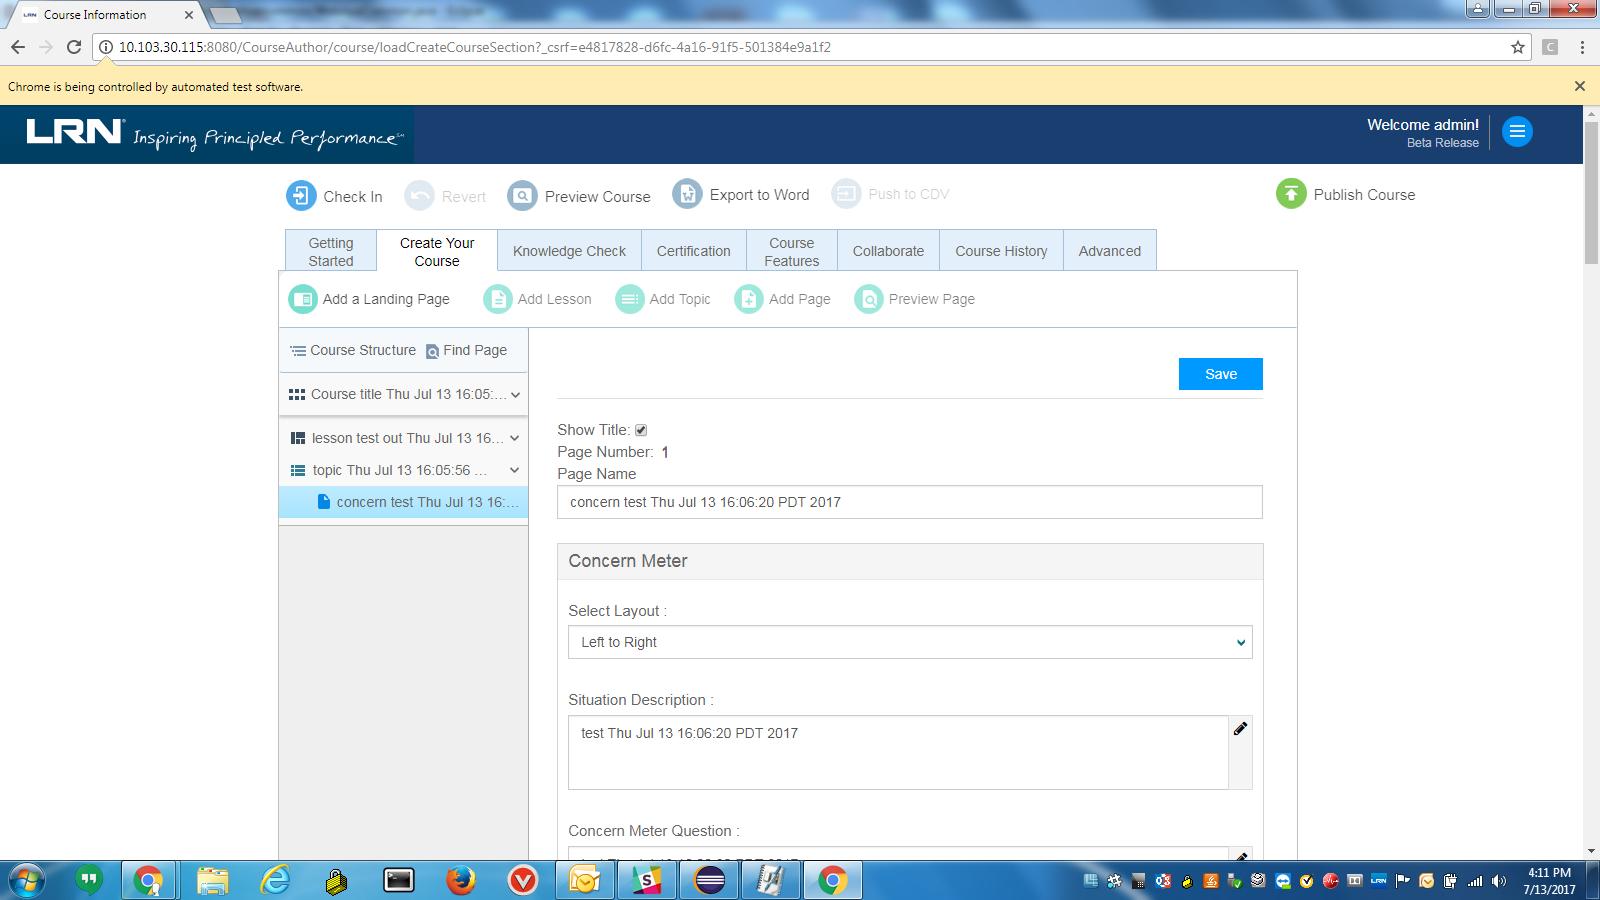 LRN Course Information
10.103.30.115:8080/CourseAuthor/course/loadCreateCourseSection?_csrf=e4817828-d6fc-4a16-91f5-501384e9a1f2
C
Chrome is being controlled by automated test software.
LRN Inspiring Principled Performance
Welcome admin!
Beta Release
Check In Revert Preview Course Export to Word Push to CDV Publish Course
Getting Started
Create Your Course
Knowledge Check
Certification
Course Features
Collaborate
Course History
Advanced
Add a Landing Page Add Lesson Add Topic Add Page Preview Page
Course Structure Find Page
Course title Thu Jul 13 16:05:...
lesson test out Thu Jul 13 16...
topic Thu Jul 13 16:05:56 ...
concern test Thu Jul 13 16:...
Save
Show Title:
Page Number: 1
Page Name
concern test Thu Jul 13 16:06:20 PDT 2017
Concern Meter
Select Layout :
Left to Right
Situation Description :
test Thu Jul 13 16:06:20 PDT 2017
Concern Meter Question :
4:11 PM
7/13/2017